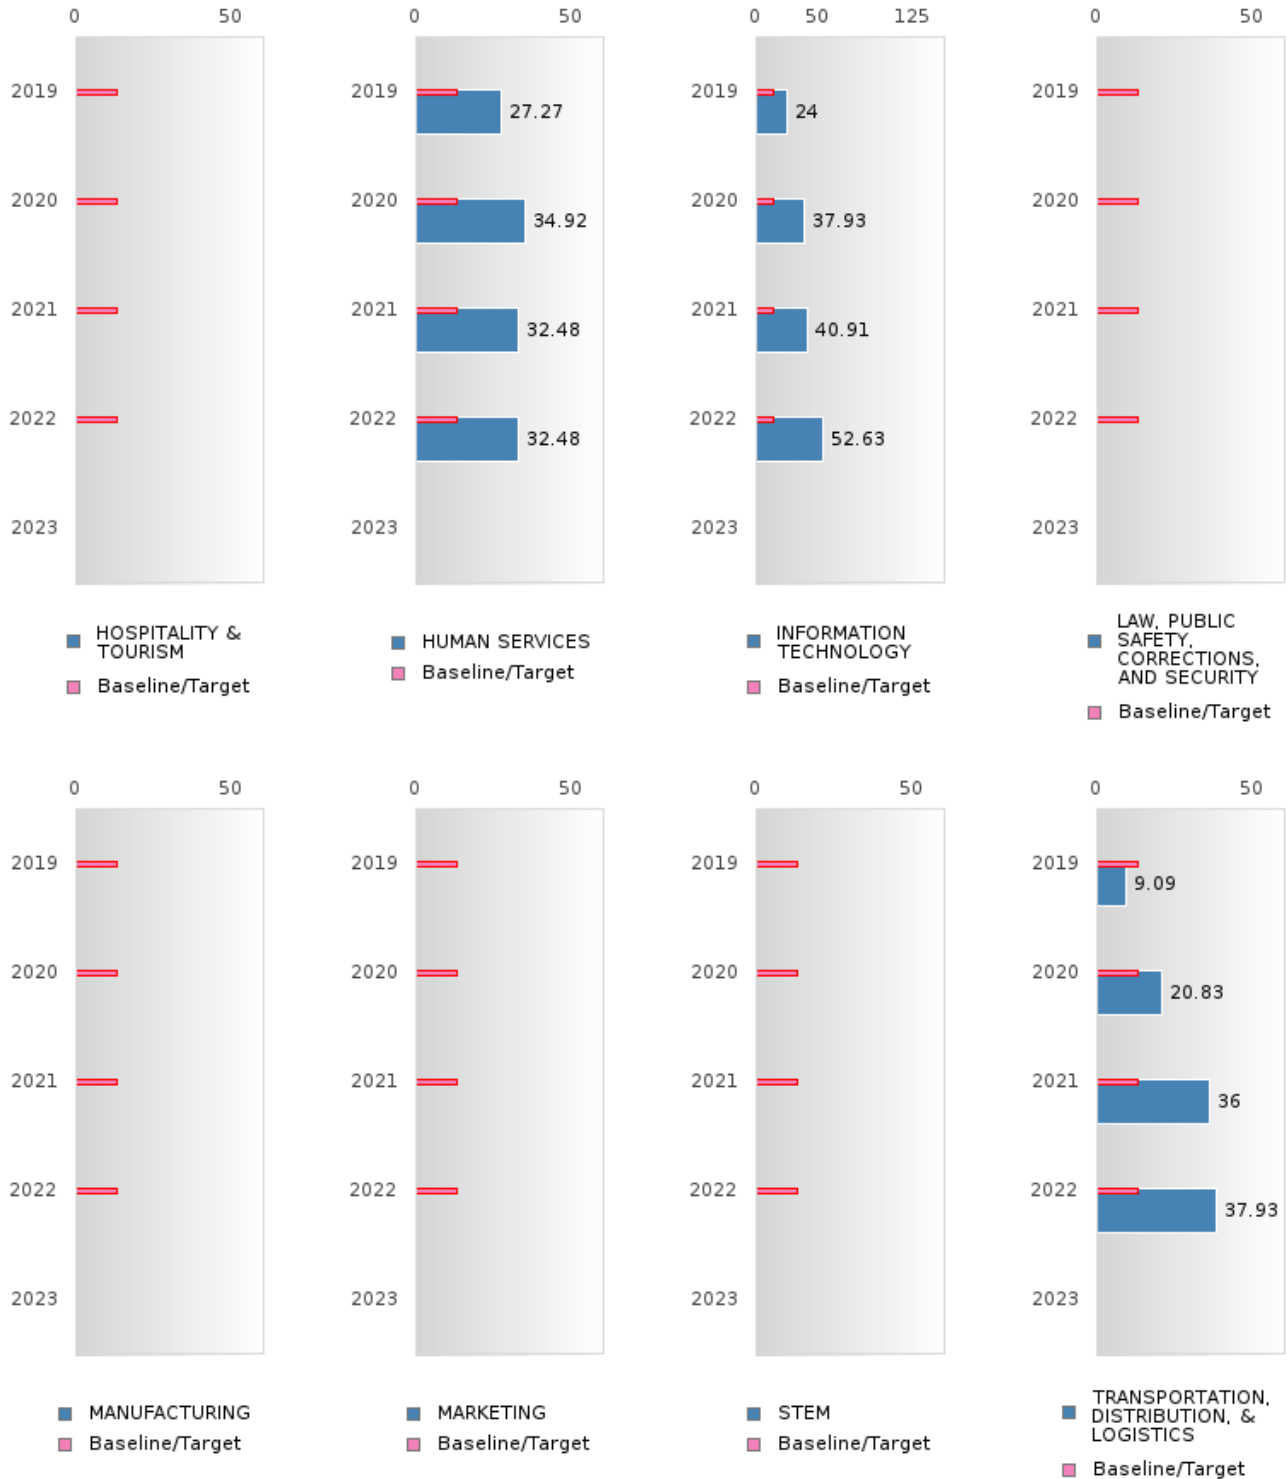 0 50
2019
2020
2021
2022
2023
HOSPITALITY &
TOURISM
Baseline/Target
0 50
2019
27.27
2020
34.92
2021
32.48
2022
32.48
2023
HUMAN SERVICES
Baseline/Target
0 50 125
2019
24
2020
37.93
2021
40.91
2022
52.63
2023
INFORMATION
TECHNOLOGY
Baseline/Target
0 50
2019
2020
2021
2022
2023
LAW, PUBLIC
SAFETY,
CORRECTIONS,
AND SECURITY
Baseline/Target
0 50
2019
2020
2021
2022
2023
MANUFACTURING
Baseline/Target
0 50
2019
2020
2021
2022
2023
MARKETING
Baseline/Target
0 50
2019
2020
2021
2022
2023
STEM
Baseline/Target
0 50
2019
9.09
2020
20.83
2021
36
2022
37.93
2023
TRANSPORTATION,
DISTRIBUTION, &
LOGISTICS
Baseline/Target